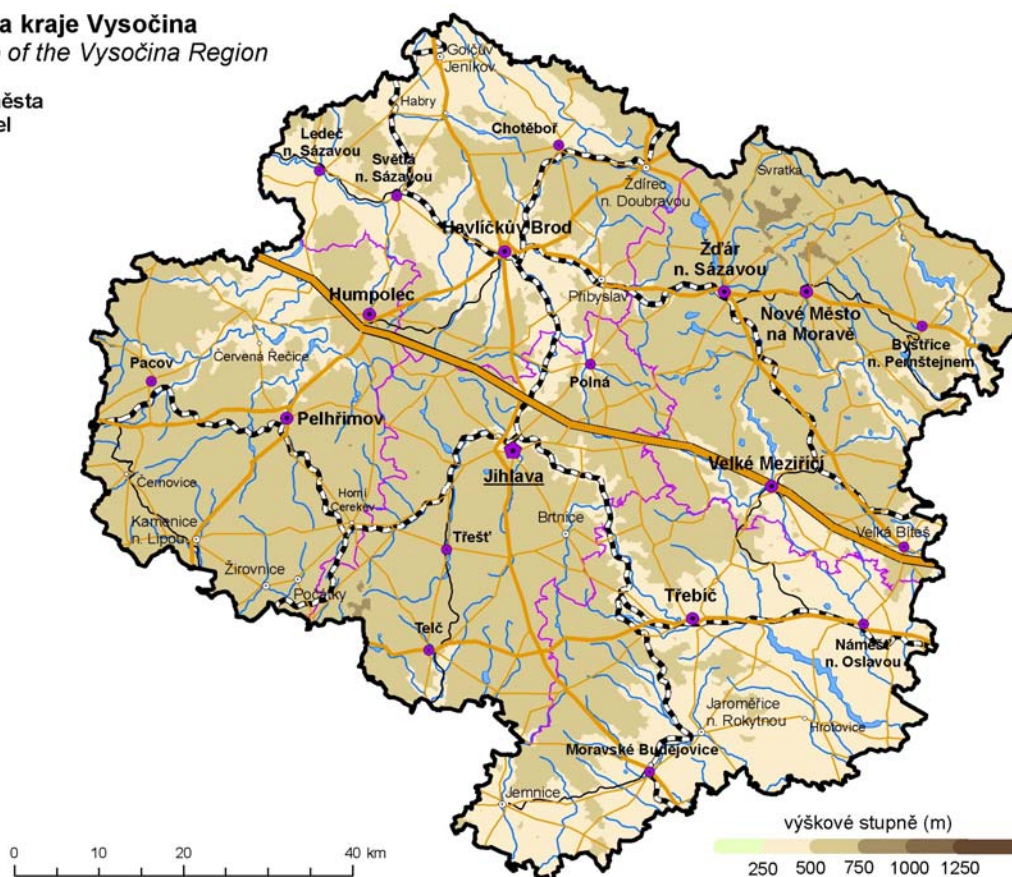 a kraje Vysočina
of the Vysočina Region
ěsta
el
Golčův
Jeníkov
Habry
Chotěboř
Ledeč
n. Sázavou
Světlá
n. Sázavou
Svratka
Ždírec
n. Doubravou
Havlíčkův Brod
Žďár
n. Sázavou
Humpolec
Přibyslav
Nové Město
na Moravě
Bystřice
n. Pernštejnem
Červená Řečice
Pacov
Polná
Pelhřimov
Velké Meziříčí
Jihlava
Černovice
Horní
Cerekev
Kamenice
n. Lipou
Brtnice
Velká Bíteš
Třešť
Žirovnice
Počátky
Třebíč
Telč
Náměšť
n. Oslavou
Jaroměřice
n. Rokytnou
Hrotovice
Moravské Budějovice
Jemnice
výškové stupně (m)
250 500 750 1000 1250
0 10 20 40 km